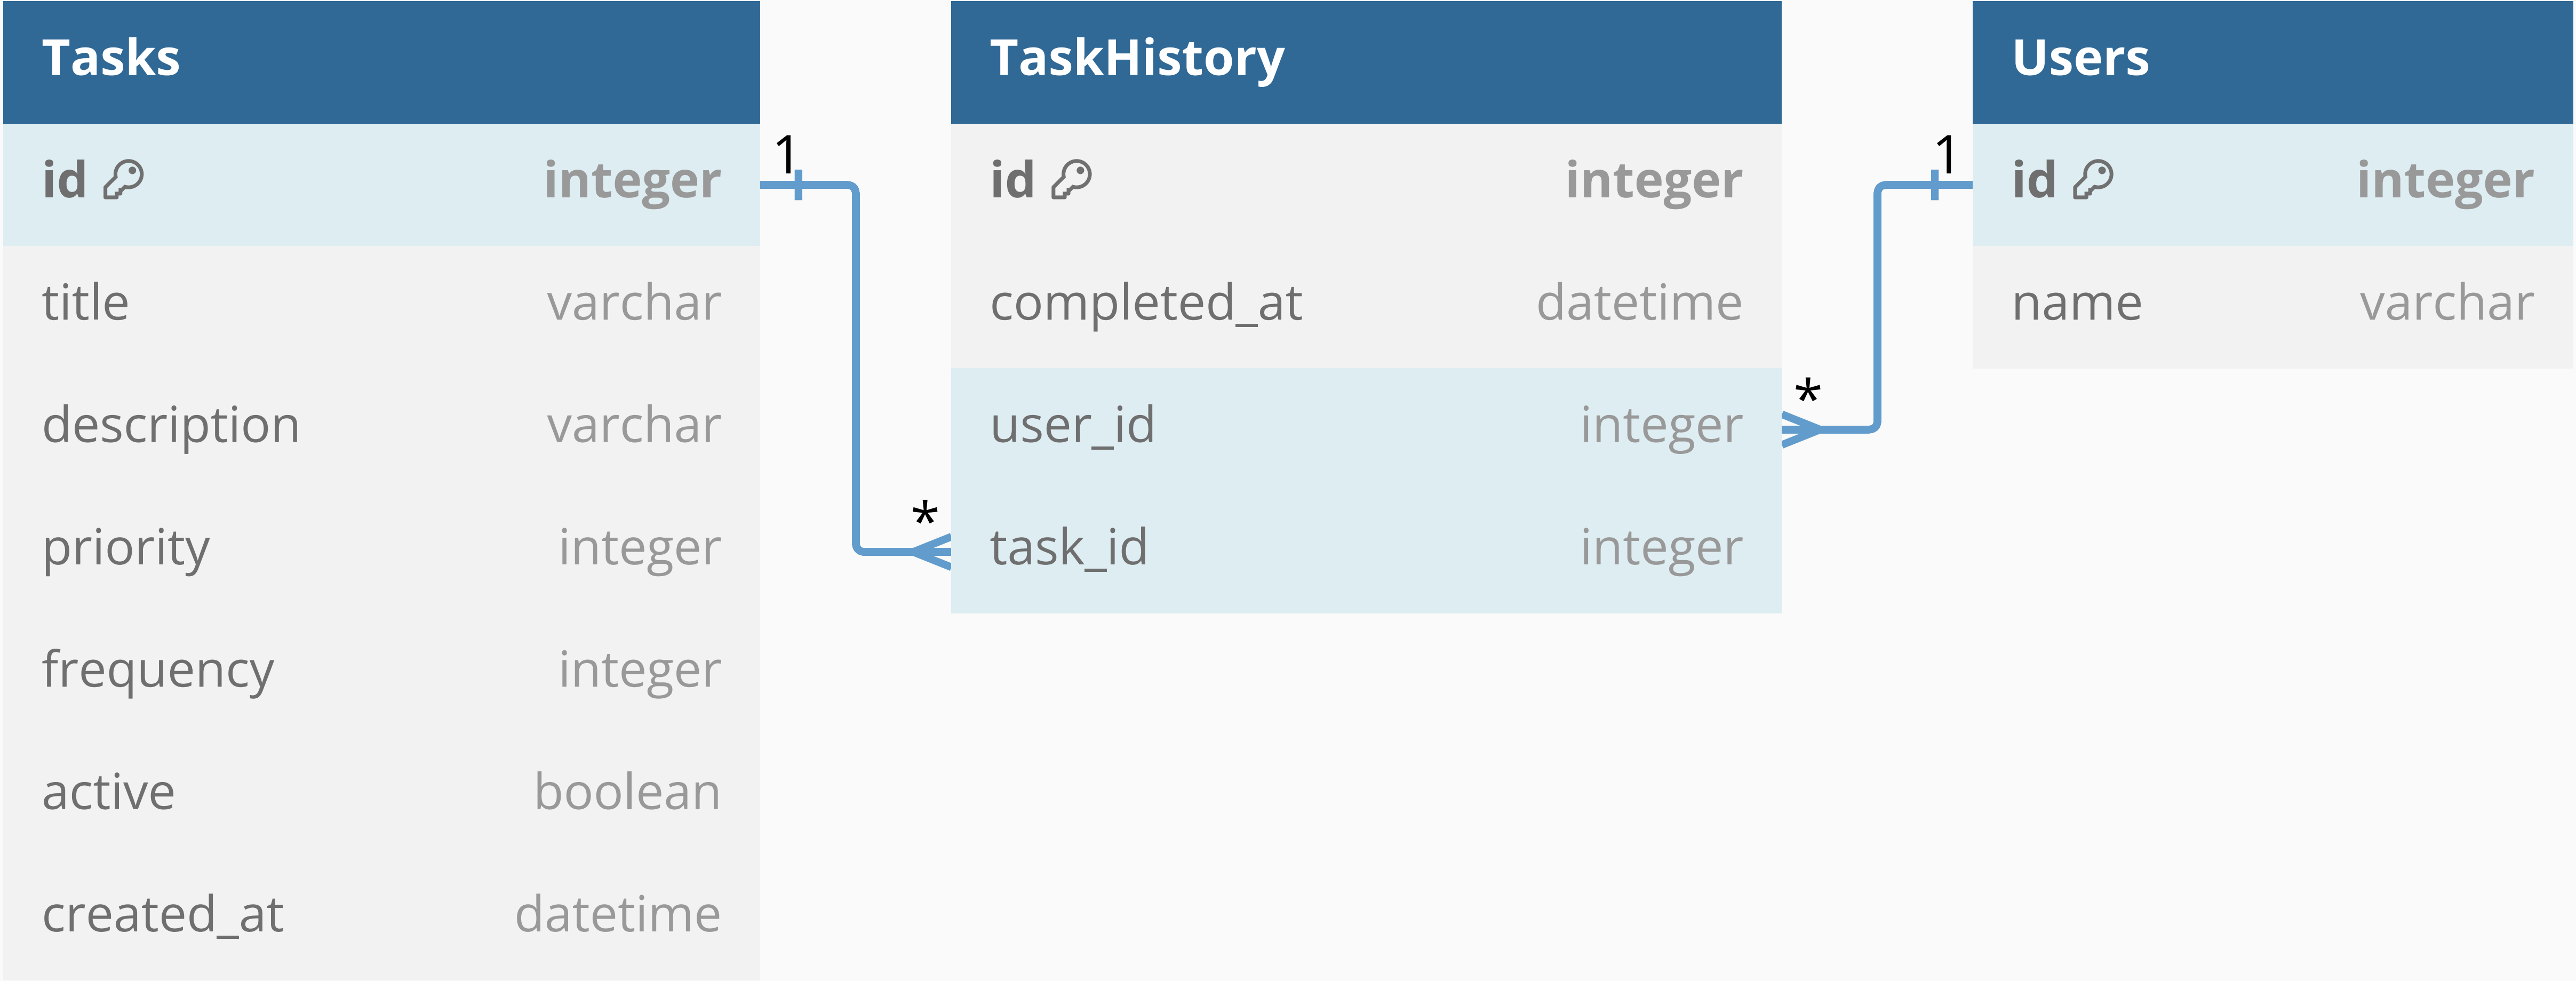 Tasks
id integer
title varchar
description varchar
priority integer
frequency integer
active boolean
created_at datetime
1
*
TaskHistory
id integer
completed_at datetime
user_id integer
task_id integer
*
1
Users
id integer
name varchar